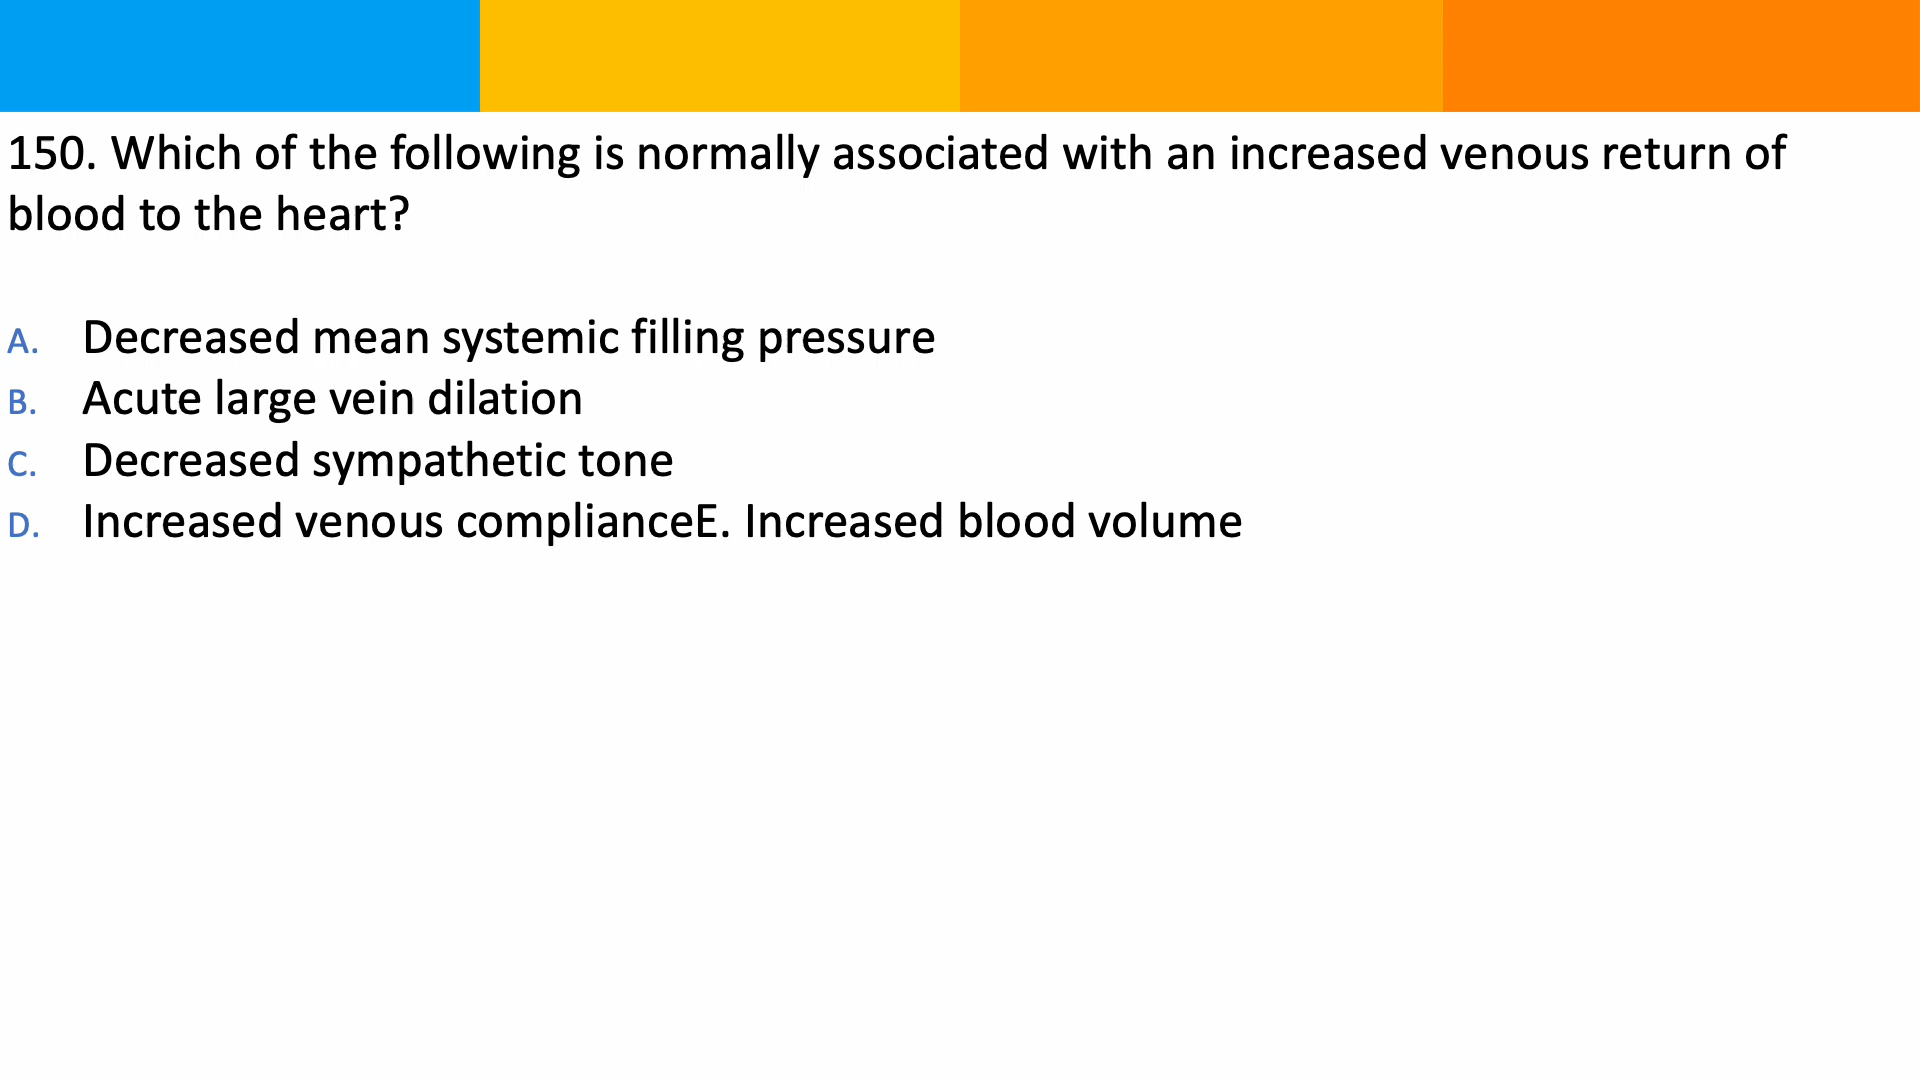 150. Which of the following is normally associated with an increased venous return of
blood to the heart?
A. Decreased mean systemic filling pressure
B. Acute large vein dilation
C. Decreased sympathetic tone
D. Increased venous complianceE. Increased blood volume